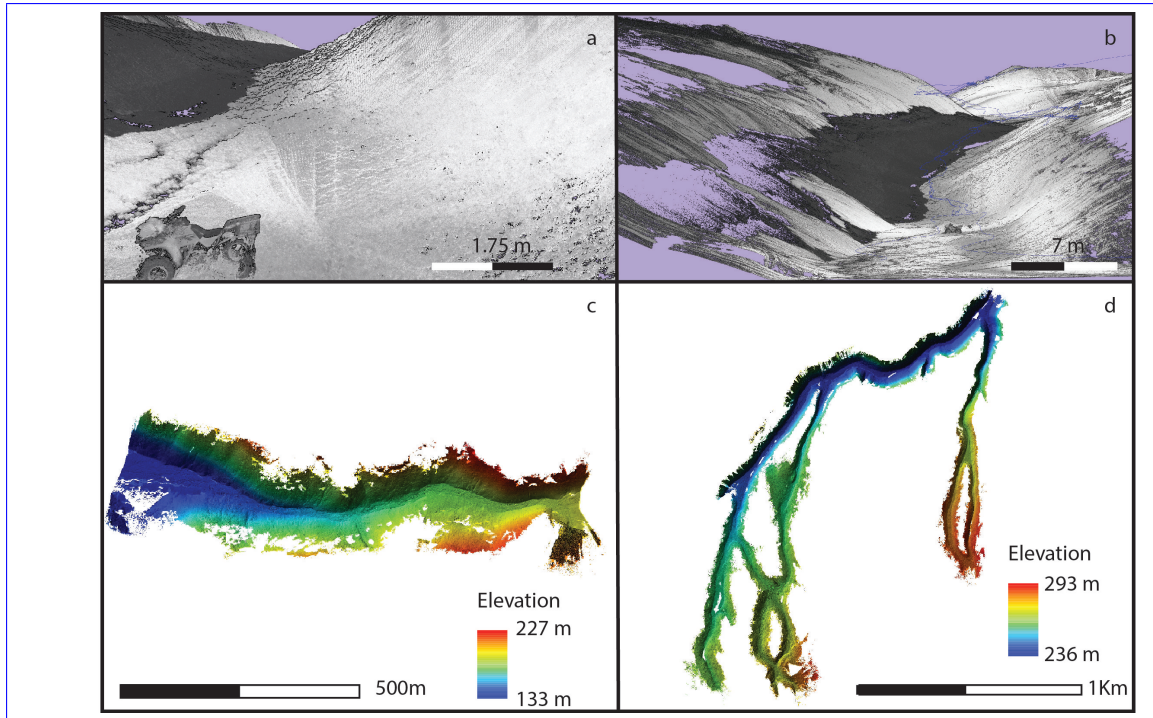 a
b
1.75 m
7 m
c
d
Elevation
227 m
133 m
500m
Elevation
293 m
236 m
1Km